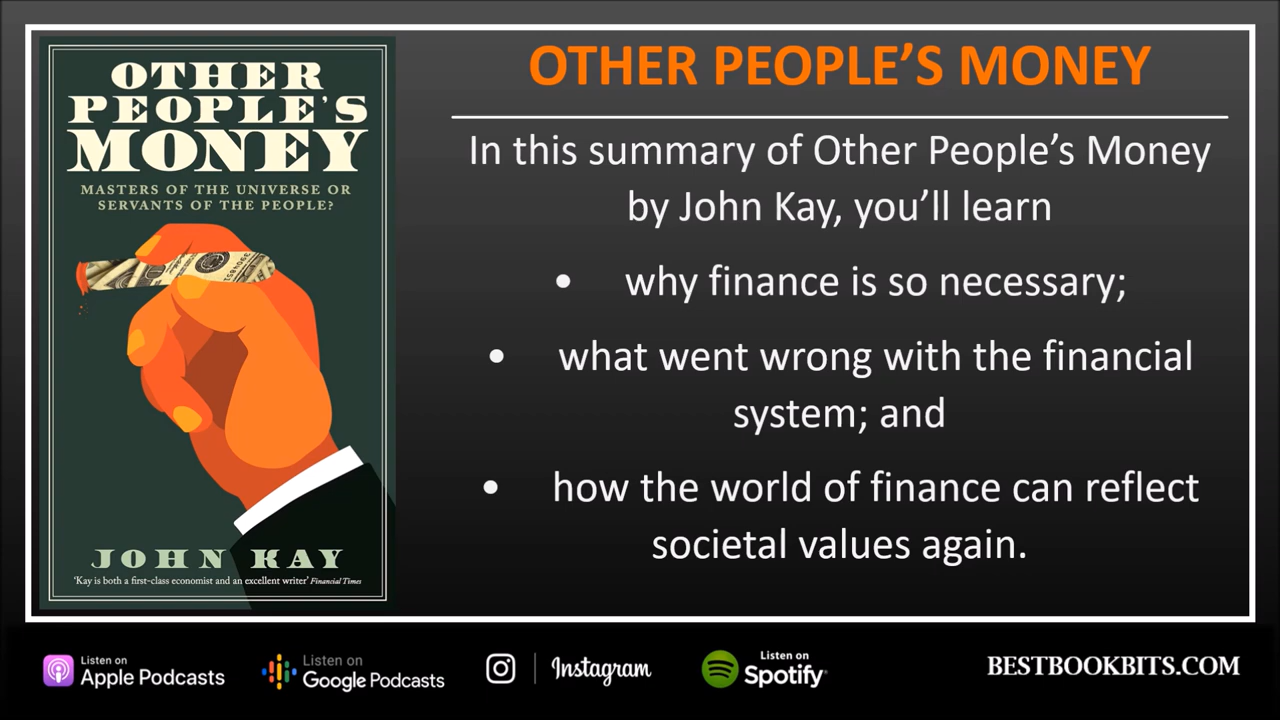 OTHER
PEOPLE'S
MONEY
MASTERS OF THE UNIVERSE OR
SERVANTS OF THE PEOPLE?
JOHN KAY
'Kay is both a first-class economist and an excellent writer' Financial Times
OTHER PEOPLE’S MONEY
In this summary of Other People’s Money
by John Kay, you’ll learn
• why finance is so necessary;
• what went wrong with the financial
system; and
• how the world of finance can reflect
societal values again.
Listen on
Apple Podcasts
Listen on
Google Podcasts
Instagram
Listen on
Spotify
BESTBOOKBITS.COM